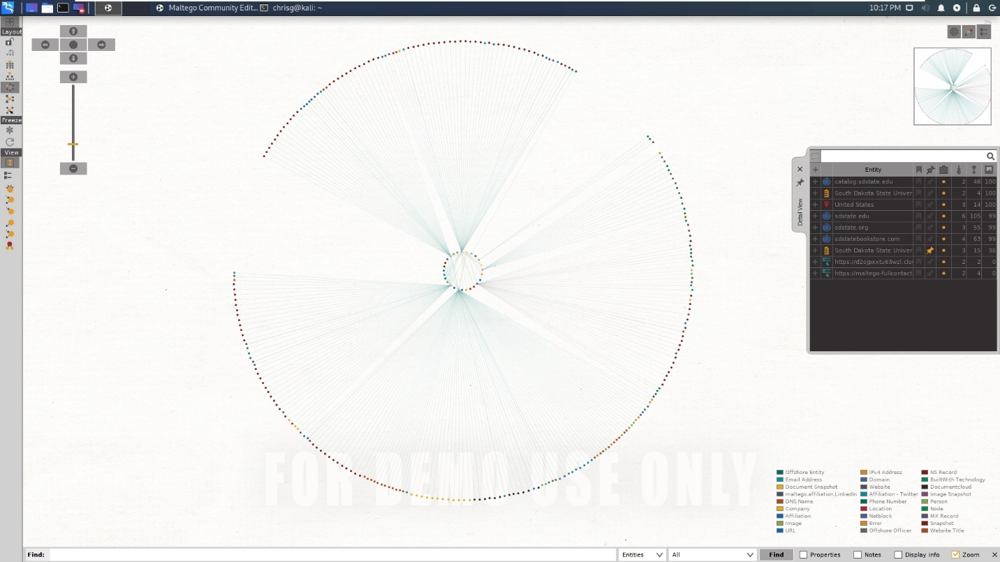 Maltego Community Edit...
chrisg@kali: ~
10:17 PM
Layout
Freeze
View
Detail View
Entity
catalog.sdstate.edu 2 46 100
South Dakota State Univer 2 4 100
United States 3 14 100
sdstate.edu 6 105 99
sdstate.org 3 55 99
sdstatebookstore.com 4 63 99
South Dakota State Univer 3 15 36
https://d2ojpxxtu63wzl.clo 2 2 0
https://maltego-fullcontact 2 4 0
FOR DEMO USE ONLY
Offshore Entity IPv4 Address NS Record
Email Address Domain BuiltWith Technology
Document Snapshot Website Documentcloud
maltego.affiliation.LinkedIn Affiliation - Twitter Image Snapshot
DNS Name Phone Number Person
Company Location Node
Affiliation Netblock MX Record
Image Error Snapshot
URL Offshore Officer Website Title
Find: Entities All Find Properties Notes Display info Zoom